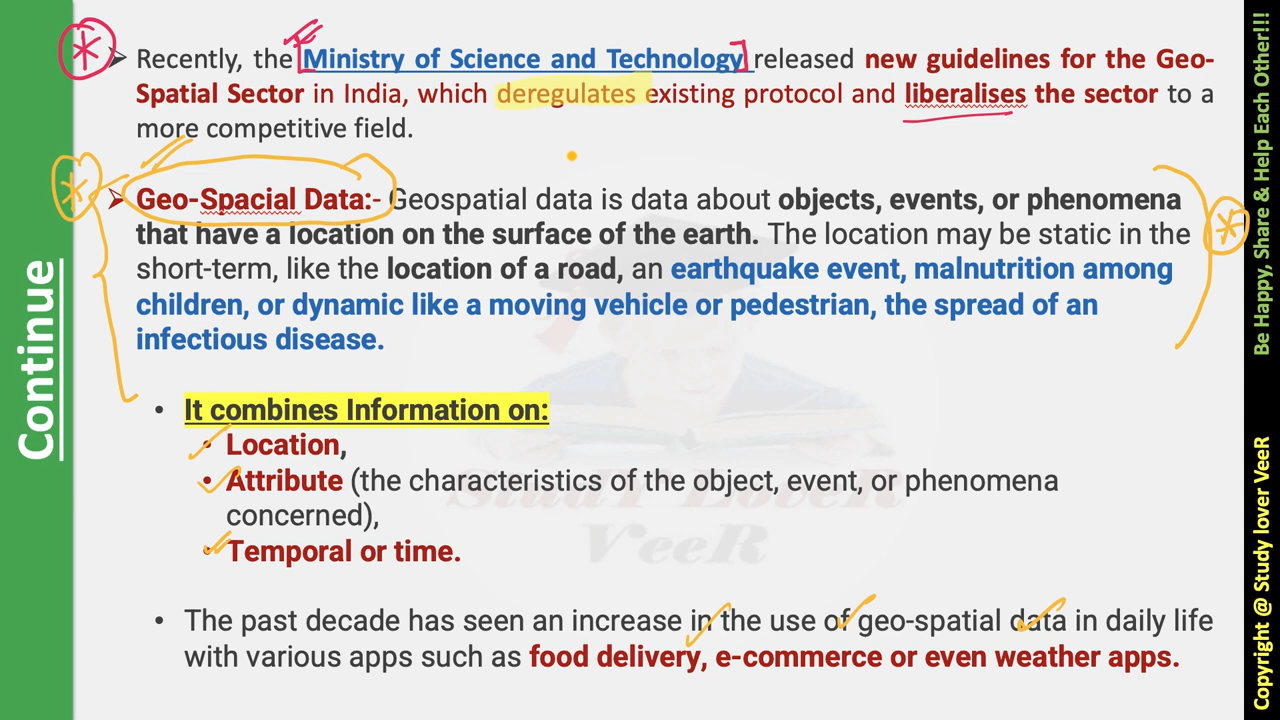 Continue
Recently, the Ministry of Science and Technology released new guidelines for the Geo-
Spatial Sector in India, which deregulates existing protocol and liberalises the sector to a
more competitive field.
Geo-Spacial Data:- Geospatial data is data about objects, events, or phenomena
that have a location on the surface of the earth. The location may be static in the
short-term, like the location of a road, an earthquake event, malnutrition among
children, or dynamic like a moving vehicle or pedestrian, the spread of an
infectious disease.
• It combines Information on:
• Location,
• Attribute (the characteristics of the object, event, or phenomena
concerned),
• Temporal or time.
• The past decade has seen an increase in the use of geo-spatial data in daily life
with various apps such as food delivery, e-commerce or even weather apps.
StudY LoveR
VeeR
Be Happy, Share & Help Each Other!!!
Copyright @ Study lover VeeR